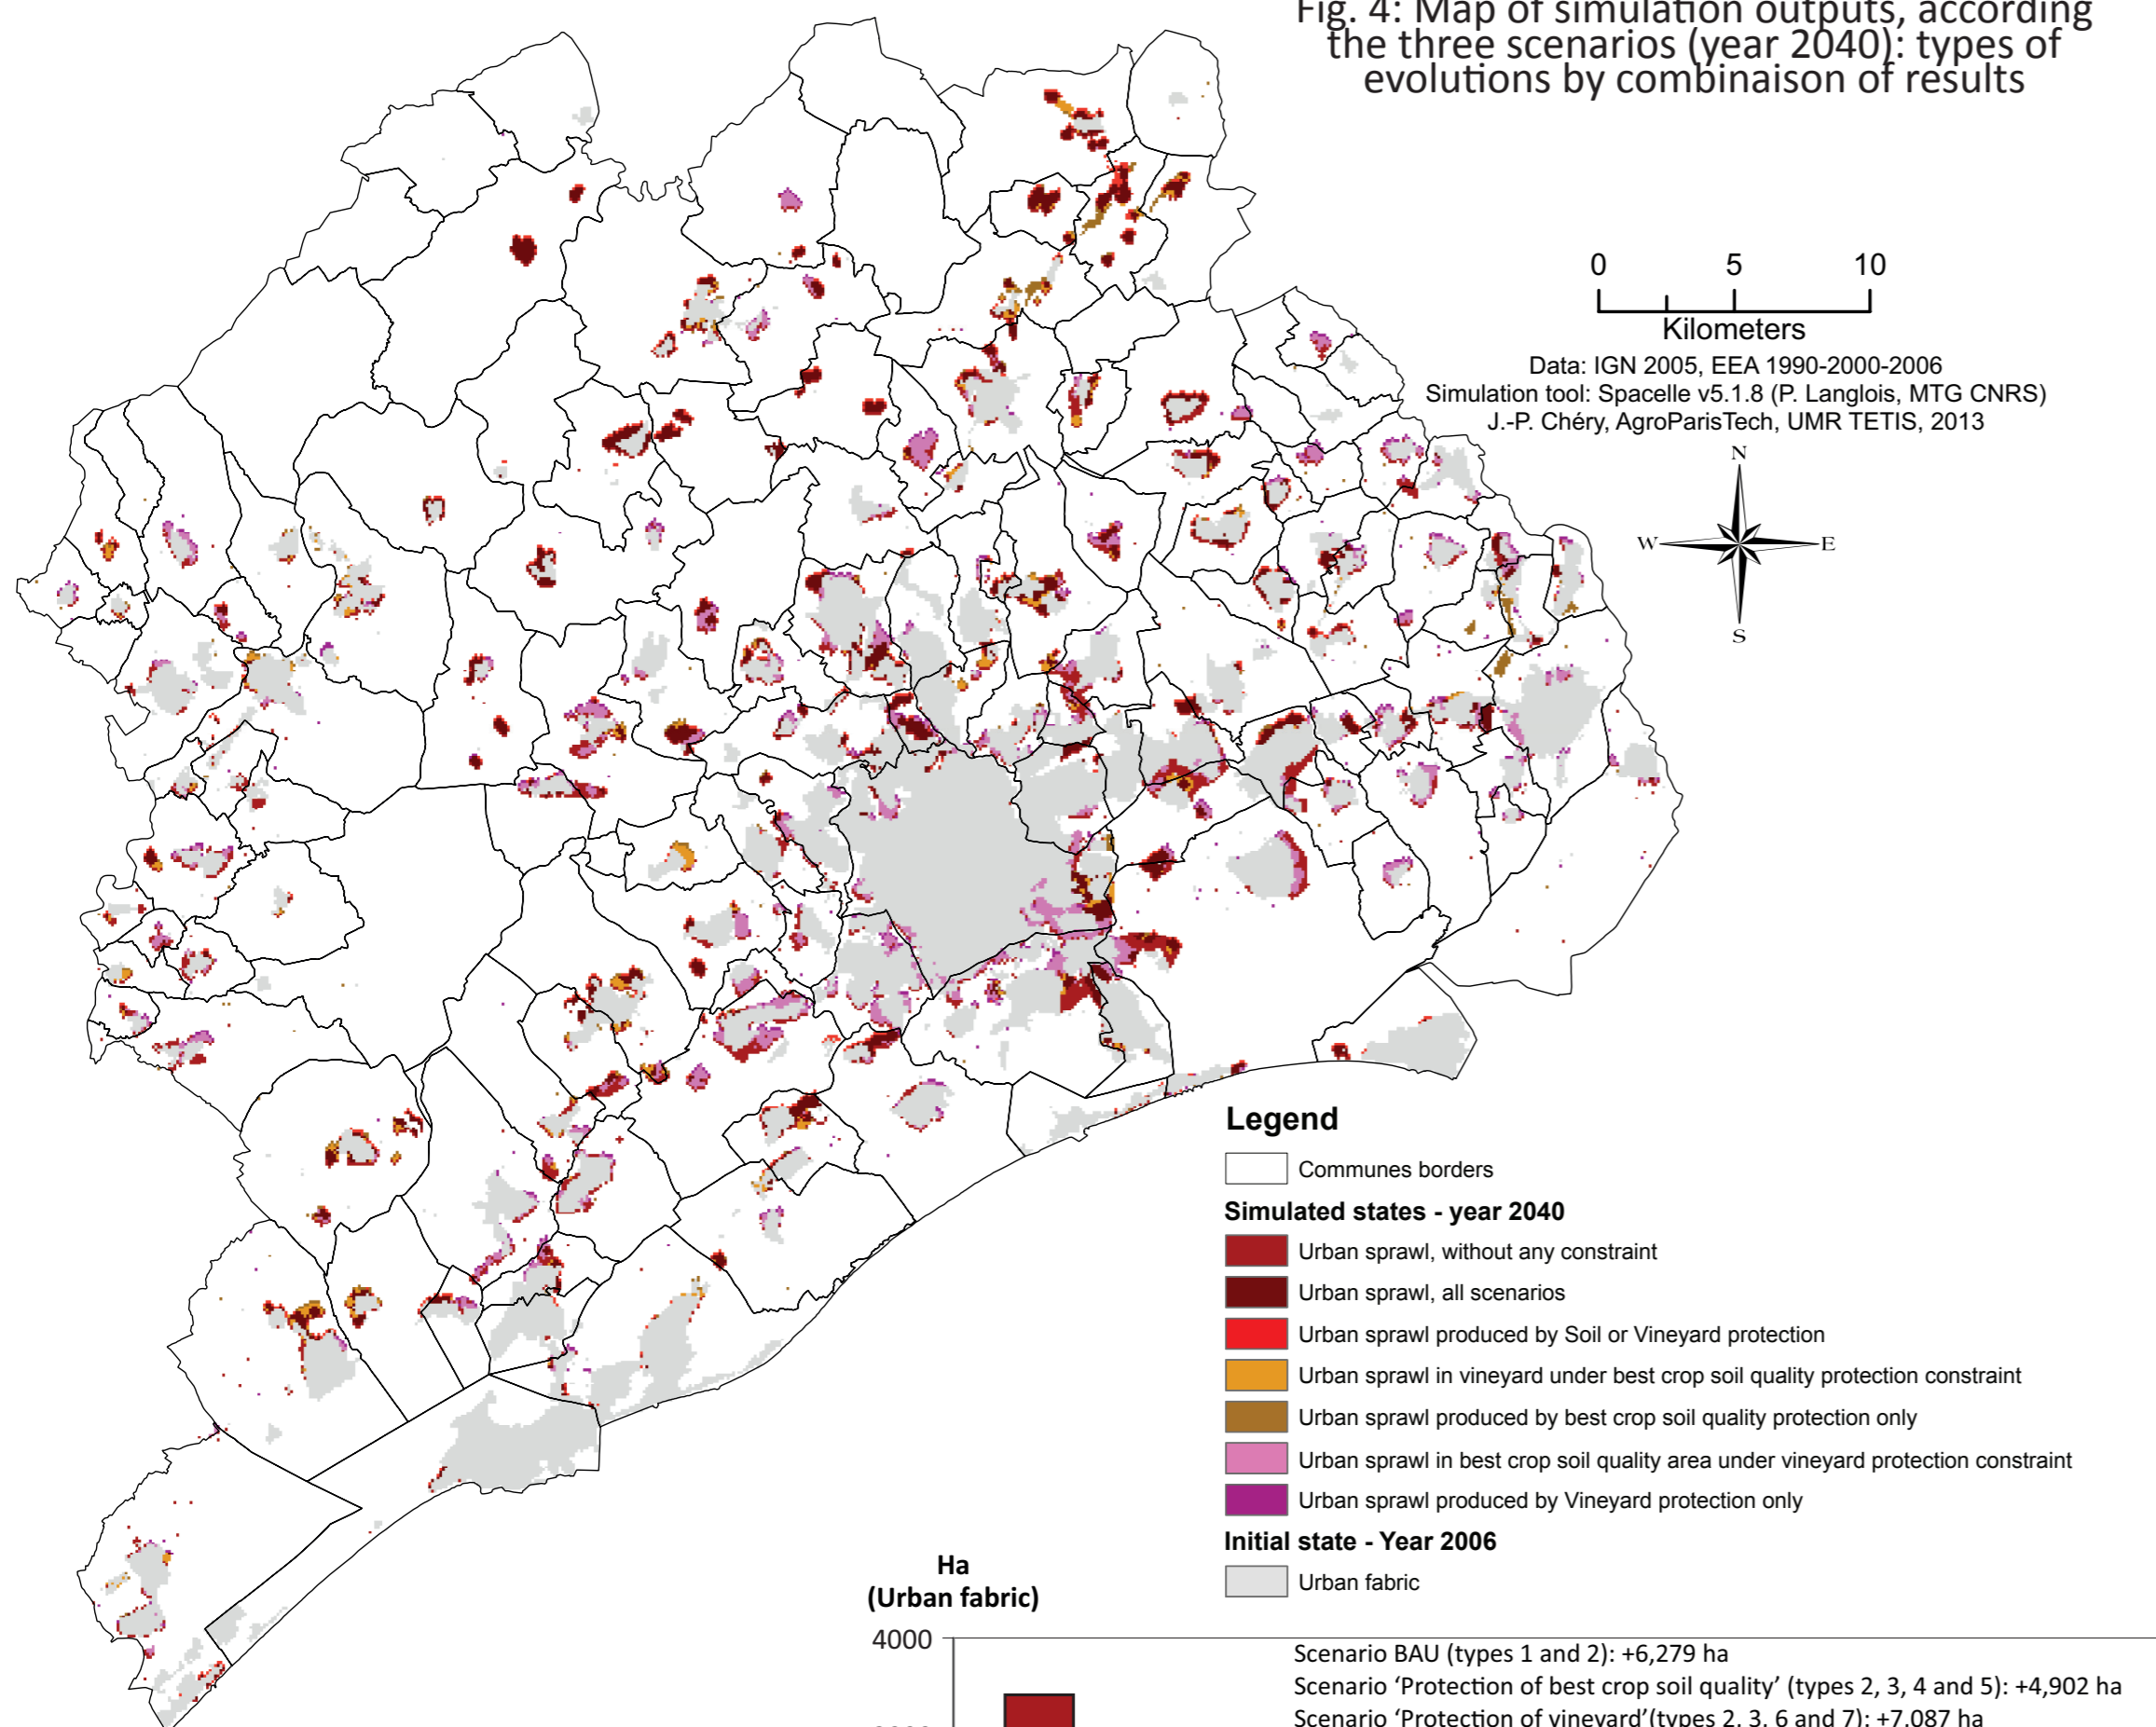 Fig. 4: Map of simulation outputs, according
the three scenarios (year 2040): types of
evolutions by combinaison of results
0 5 10
Kilometers
Data: IGN 2005, EEA 1990-2000-2006
Simulation tool: Spacelle v5.1.8 (P. Langlois, MTG CNRS)
J.-P. Chéry, AgroParisTech, UMR TETIS, 2013
N
W E
S
Legend
Communes borders
Simulated states - year 2040
Urban sprawl, without any constraint
Urban sprawl, all scenarios
Urban sprawl produced by Soil or Vineyard protection
Urban sprawl in vineyard under best crop soil quality protection constraint
Urban sprawl produced by best crop soil quality protection only
Urban sprawl in best crop soil quality area under vineyard protection constraint
Urban sprawl produced by Vineyard protection only
Initial state - Year 2006
Urban fabric
Ha
(Urban fabric)
4000
Scenario BAU (types 1 and 2): +6,279 ha
Scenario ‘Protection of best crop soil quality’ (types 2, 3, 4 and 5): +4,902 ha
Scenario ‘Protection of vineyard’(types 2, 3, 6 and 7): +7,087 ha